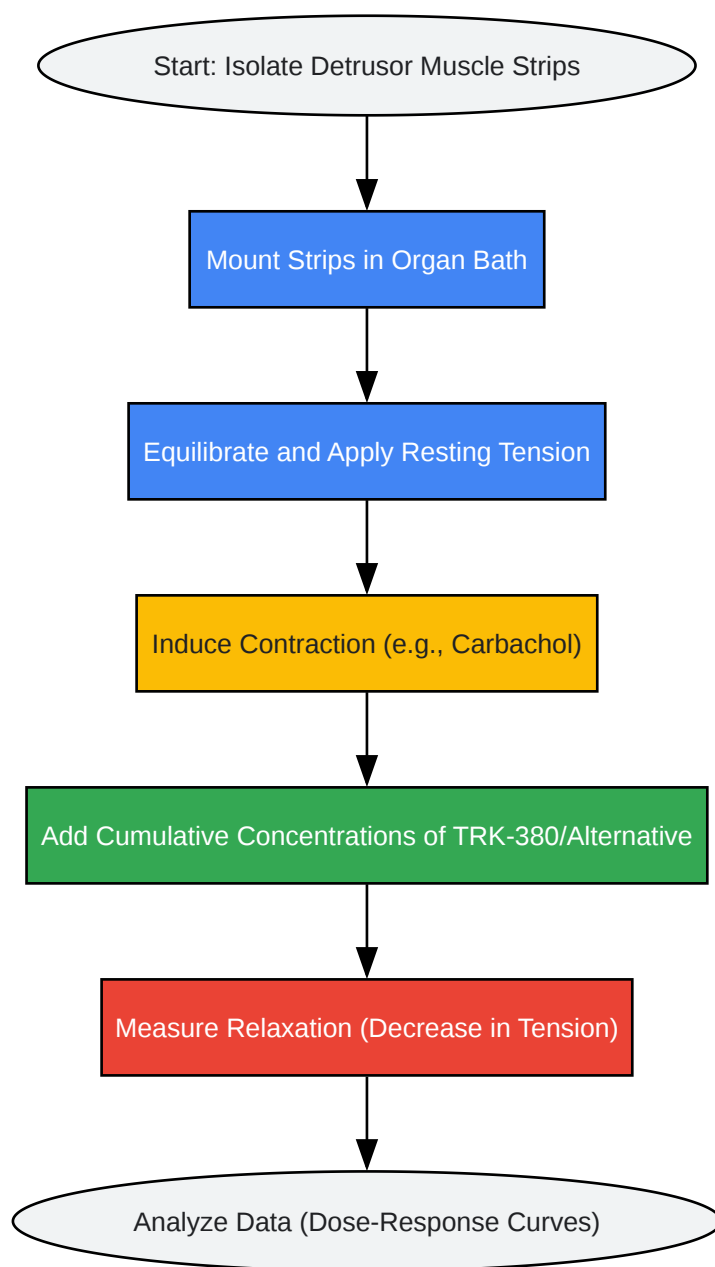 Start: Isolate Detrusor Muscle Strips
Mount Strips in Organ Bath
Equilibrate and Apply Resting Tension
Induce Contraction (e.g., Carbachol)
Add Cumulative Concentrations of TRK-380/Alternative
Measure Relaxation (Decrease in Tension)
Analyze Data (Dose-Response Curves)